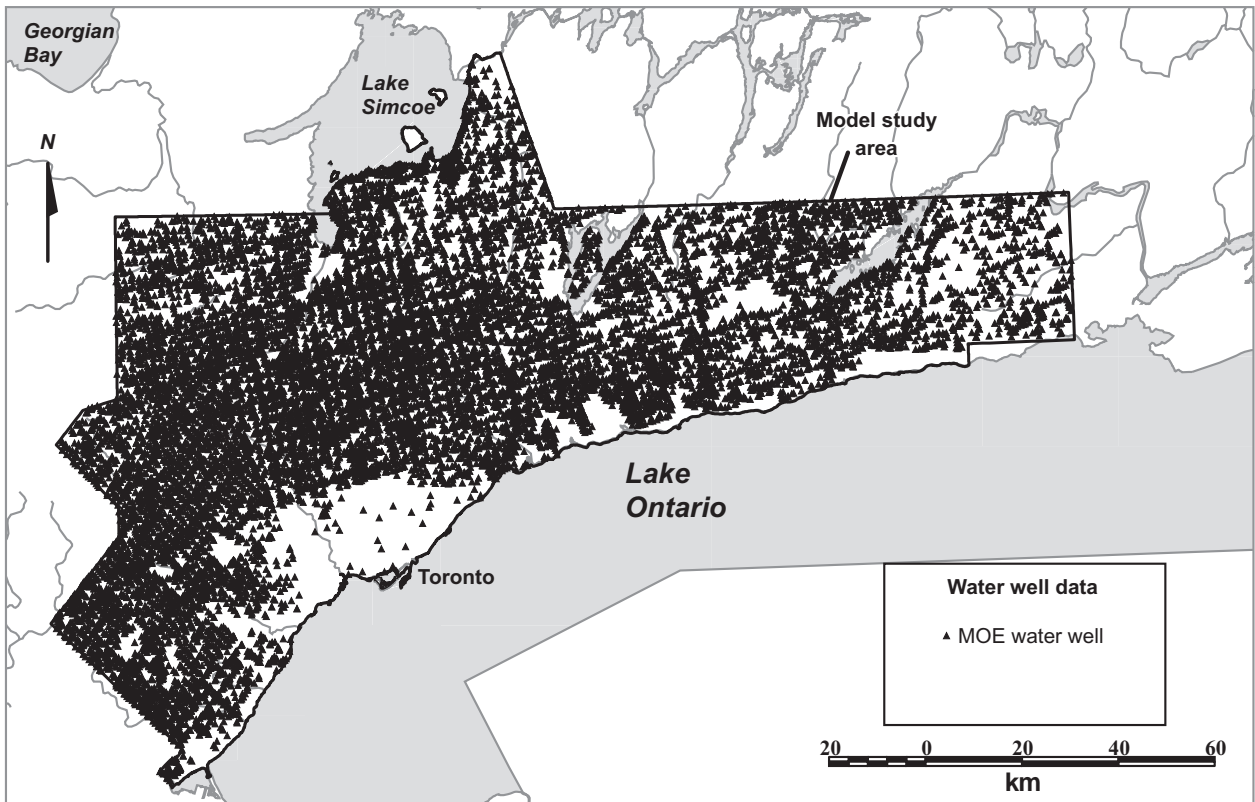 Georgian
Bay
Lake
Simcoe
N
Model study
area
Lake
Ontario
Toronto
Water well data
MOE water well
20 0 20 40 60
km